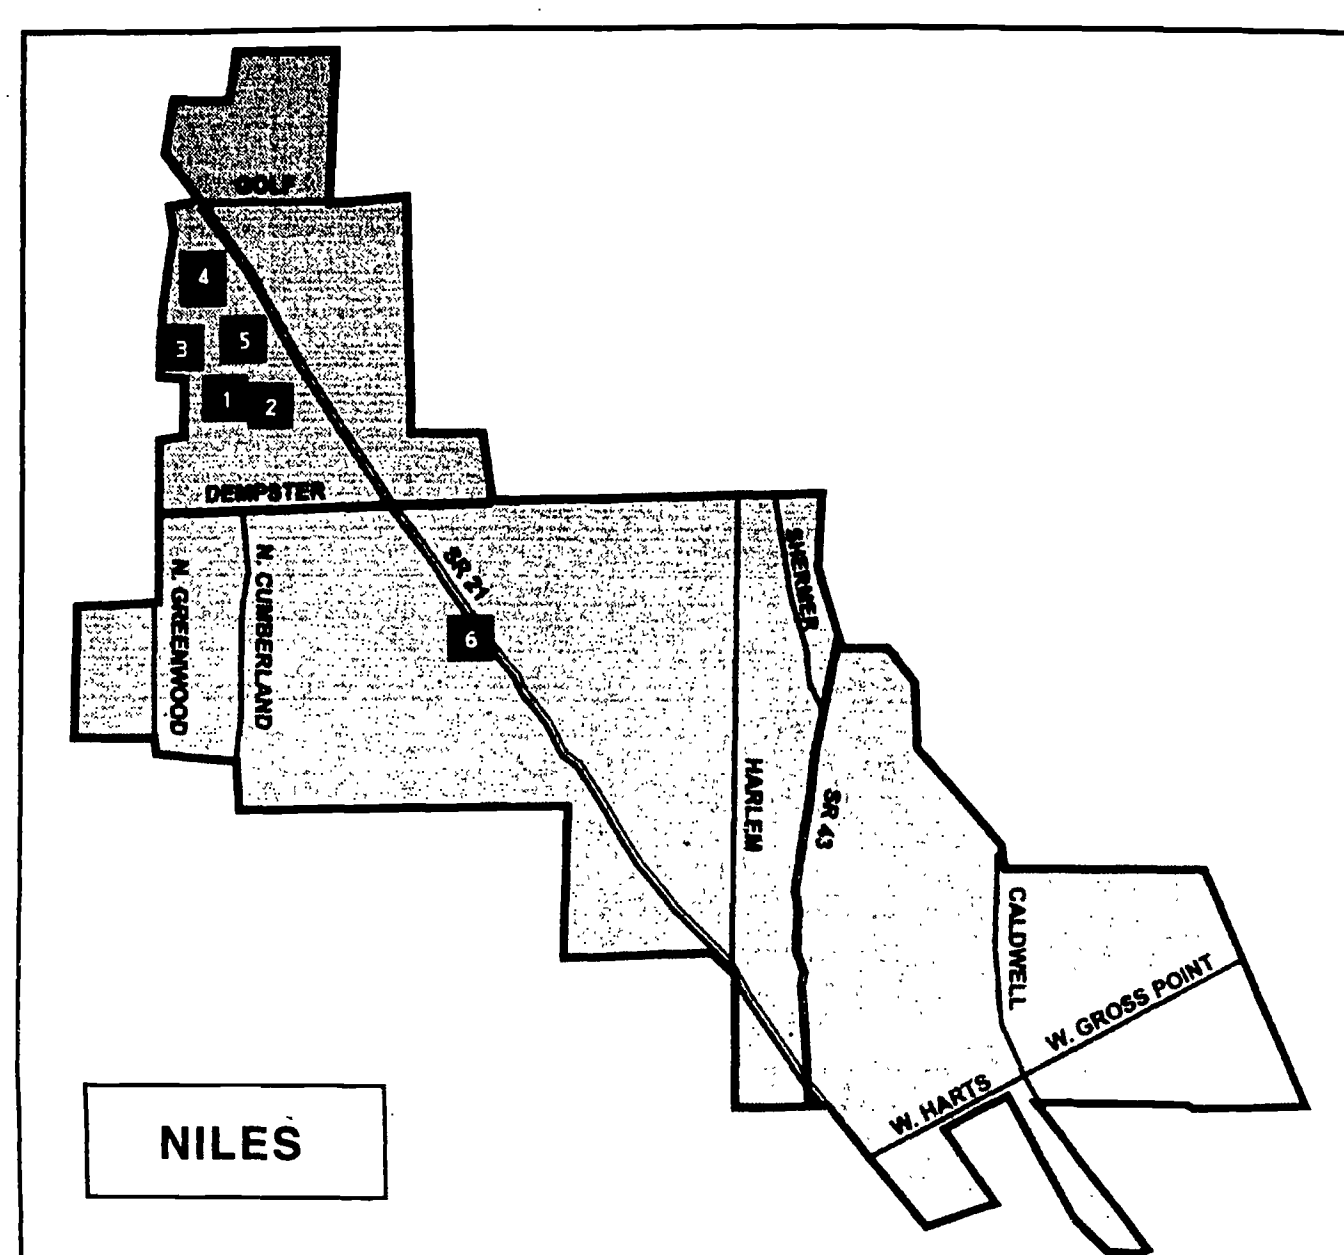 GOLF
4
3
5
1
2
DEMPSTER
N. GREENWOOD
N. CUMBERLAND
SR 21
6
SHERMER
HARLEM
SR 43
CALDWELL
W. GROSS POINT
W. HARTS
NILES